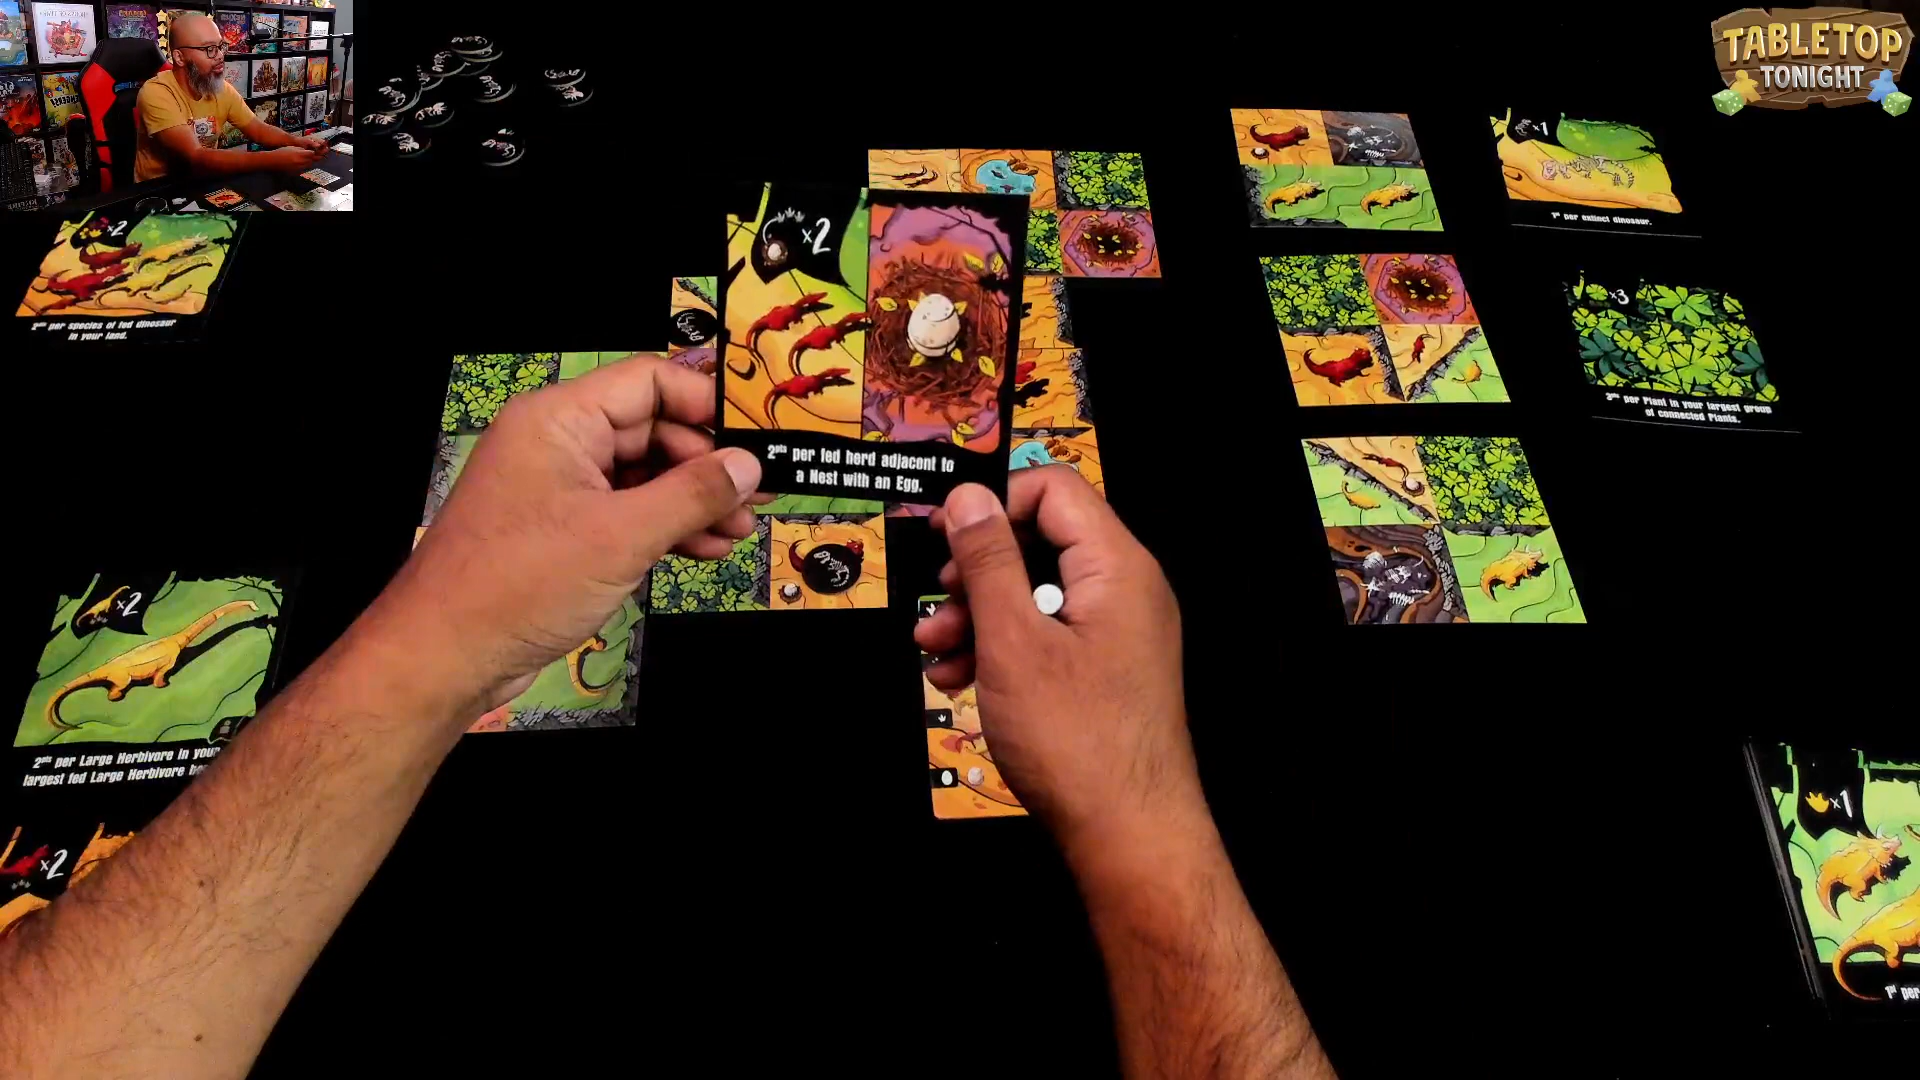 TABLETOP
TONIGHT
x2
2pts per species of fed dinosaur
in your land.
x2
2pts per fed herd adjacent to
a Nest with an Egg.
x1
1pt per extinct dinosaur.
x3
2pts per Plant in your largest group
of connected Plants.
x2
2pts per Large Herbivore in your
largest fed Large Herbivore
x2
x1
1pt per